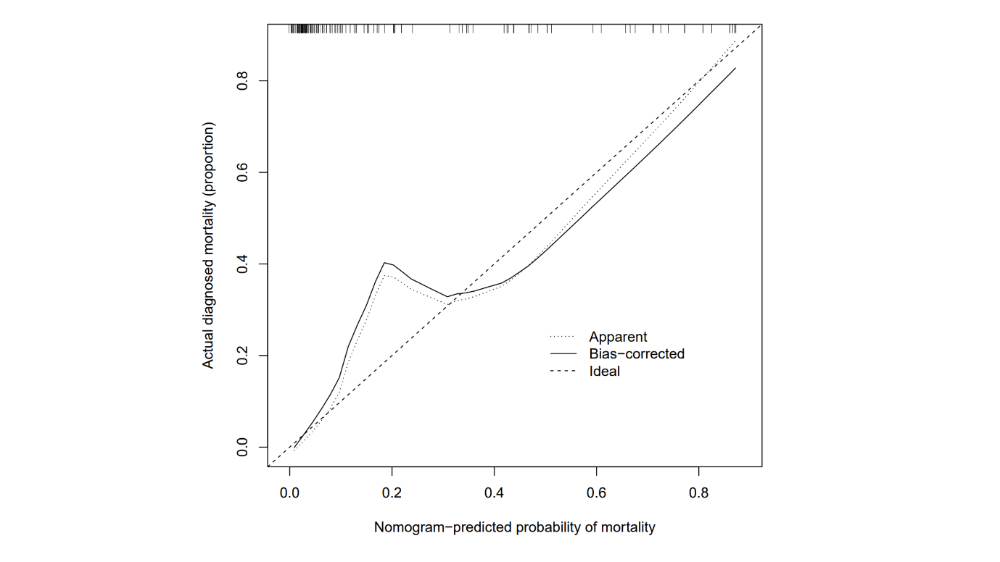 Actual diagnosed mortality (proportion)
0.8
0.6
0.4
0.2
0.0
Apparent
Bias−corrected
Ideal
0.0 0.2 0.4 0.6 0.8
Nomogram−predicted probability of mortality